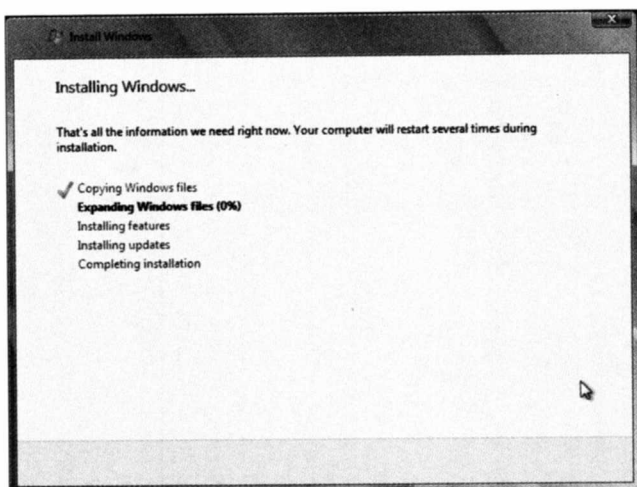 Install Windows
Installing Windows...
That's all the information we need right now. Your computer will restart several times during
installation.
Copying Windows files
Expanding Windows files (0%)
Installing features
Installing updates
Completing installation